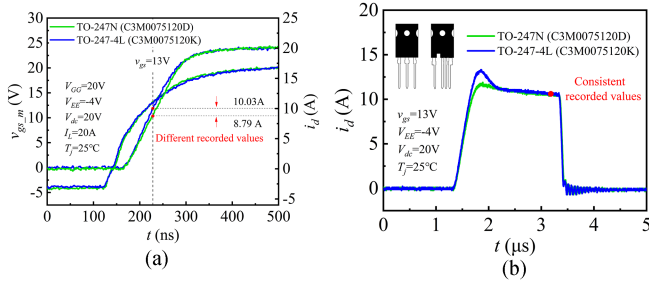 TO-247N (C3M0075120D)
TO-247-4L (C3M0075120K)
v_gs=13V
V_GG=20V
V_EE=-4V
V_dc=20V
I_L=20A
T_j=25℃
10.03A
Different recorded values
8.79 A
30
25
20
15
10
5
0
-5
v_gs_m (V)
25
20
15
10
5
0
-5
i_d (A)
0 100 200 300 400 500
t (ns)
(a)
TO-247N (C3M0075120D)
TO-247-4L (C3M0075120K)
Consistent
recorded values
v_gs=13V
V_EE=-4V
V_dc=20V
T_j=25℃
20
15
10
5
0
i_d (A)
0 1 2 3 4 5
t (μs)
(b)